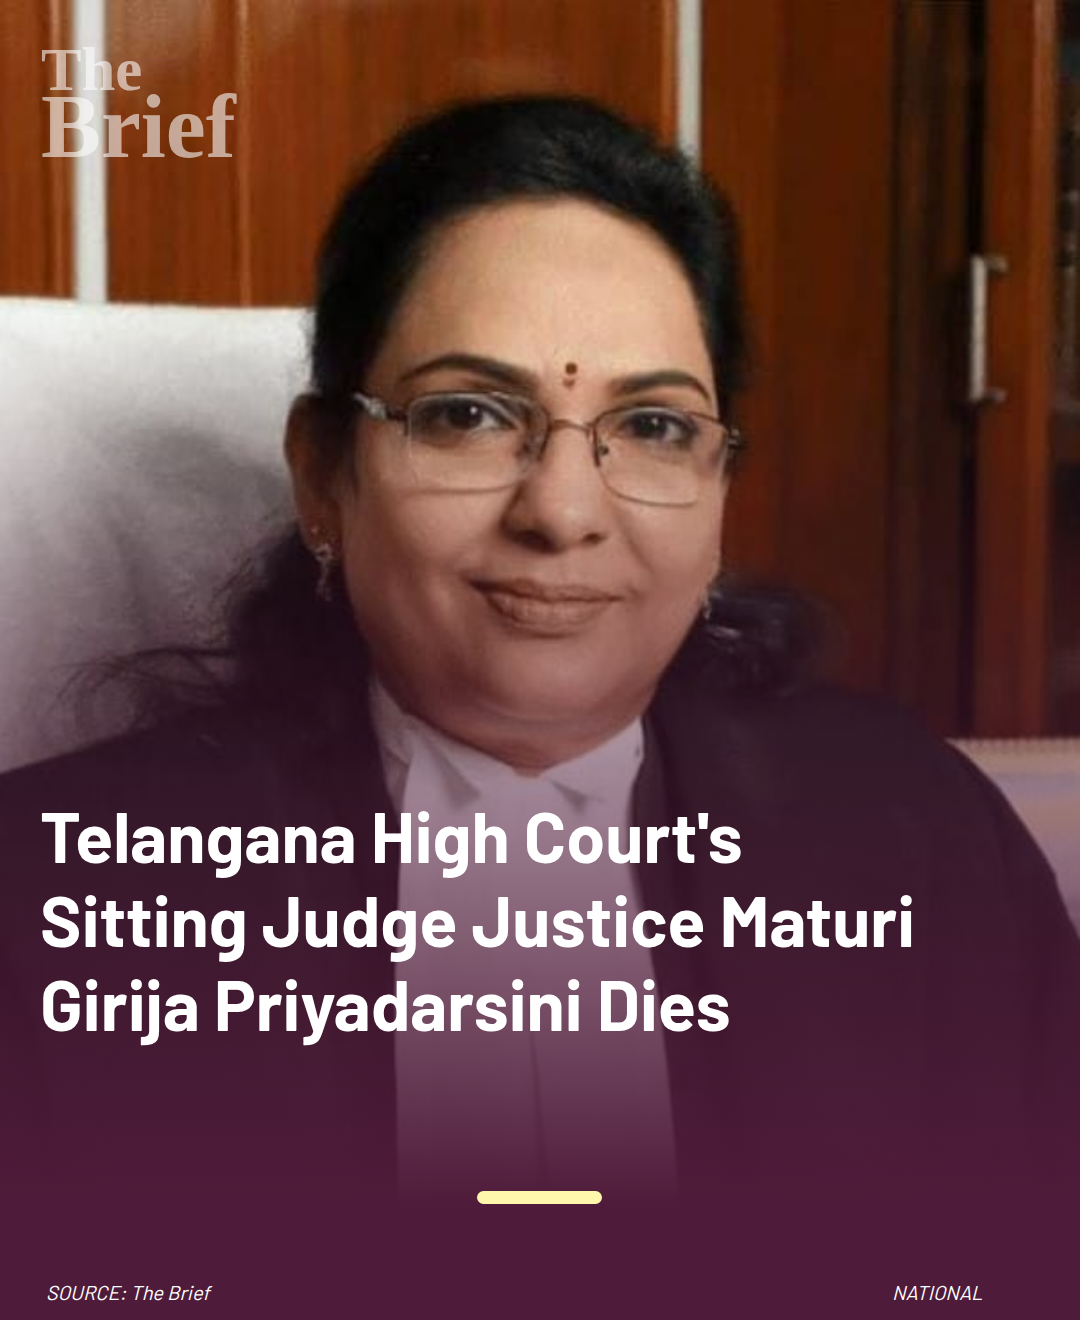 The
Brief
Telangana High Court's
Sitting Judge Justice Maturi
Girija Priyadarsini Dies
SOURCE: The Brief
NATIONAL